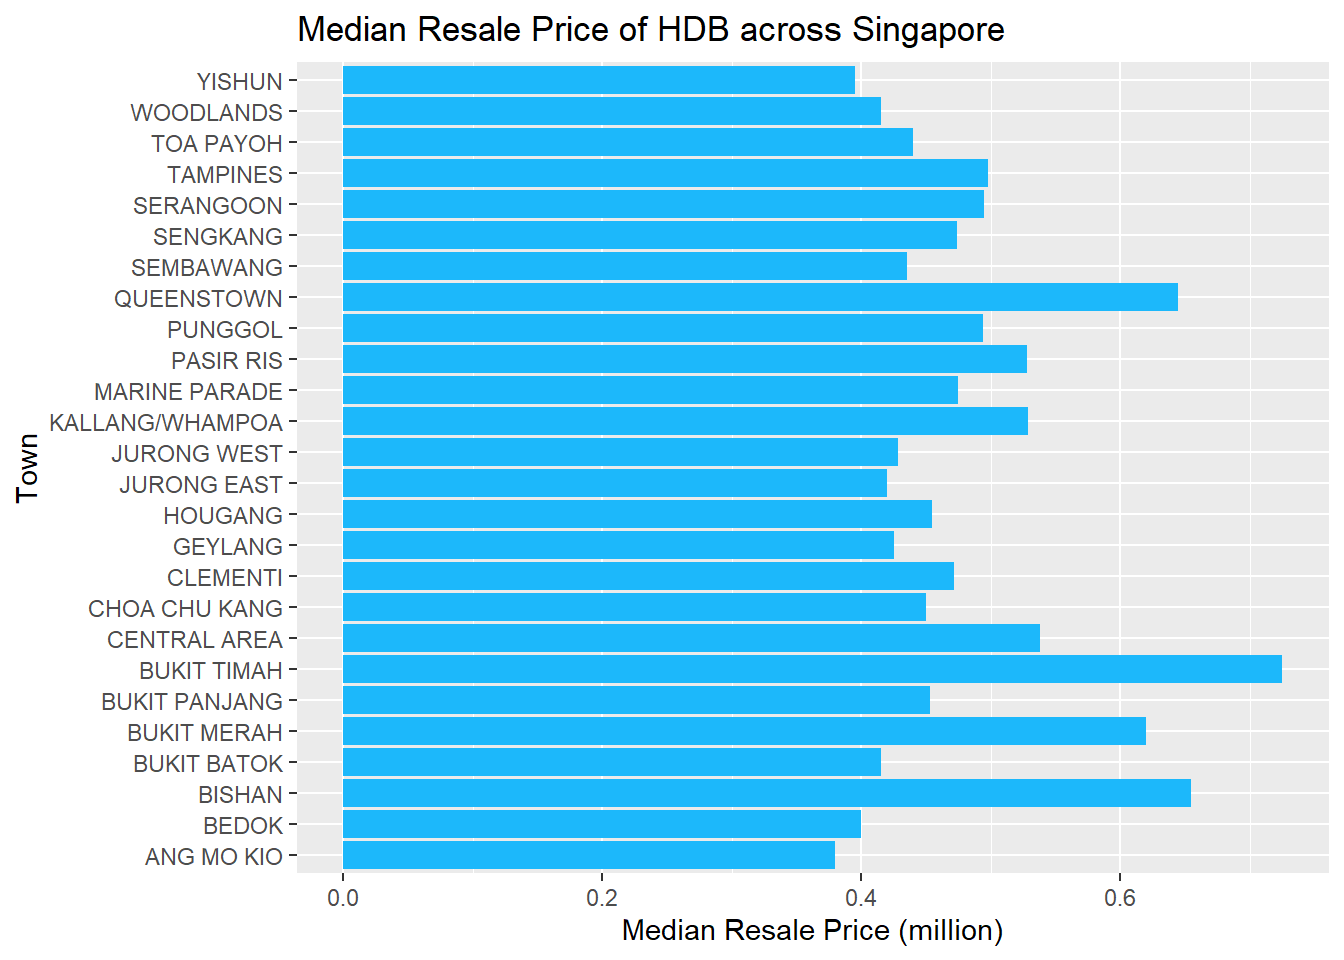 Median Resale Price of HDB across Singapore
YISHUN
WOODLANDS
TOA PAYOH
TAMPINES
SERANGOON
SENGKANG
SEMBAWANG
QUEENSTOWN
PUNGGOL
PASIR RIS
MARINE PARADE
KALLANG/WHAMPOA
JURONG WEST
JURONG EAST
HOUGANG
GEYLANG
CLEMENTI
CHOA CHU KANG
CENTRAL AREA
BUKIT TIMAH
BUKIT PANJANG
BUKIT MERAH
BUKIT BATOK
BISHAN
BEDOK
ANG MO KIO
Town
0.0 0.2 0.4 0.6
Median Resale Price (million)